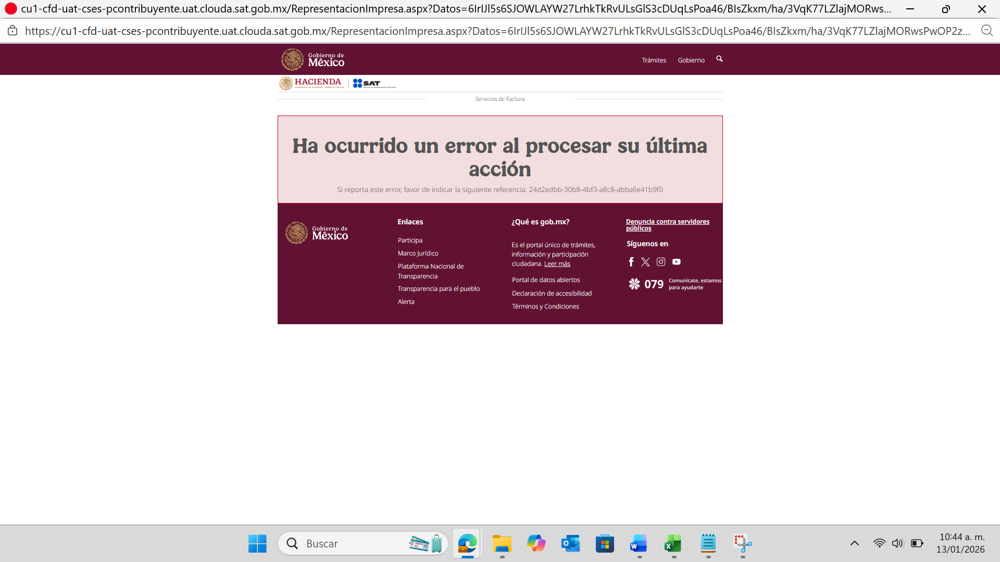 cu1-cfd-uat-cses-pcontribuyente.uat.clouda.sat.gob.mx/RepresentacionImpresa.aspx?Datos=6IrIJl5s6SJOWLAYW27LrhkTkRvULsGlS3cDUqLsPoa46/BIsZkxm/ha/3VqK77LZlajMORws...
https://cu1-cfd-uat-cses-pcontribuyente.uat.clouda.sat.gob.mx/RepresentacionImpresa.aspx?Datos=6IrIJl5s6SJOWLAYW27LrhkTkRvULsGlS3cDUqLsPoa46/BIsZkxm/ha/3VqK77LZlajMORwsPwOP2z...
Gobierno de
México
Trámites Gobierno
HACIENDA SAT
Servicios de Factura
Ha ocurrido un error al procesar su última
acción
Si reporta este error, favor de indicar la siguiente referencia: 24d2edbb-30b8-4bf3-a8c8-abba6e41b9f0
Gobierno de
México
Enlaces
Participa
Marco Jurídico
Plataforma Nacional de
Transparencia
Transparencia para el pueblo
Alerta
¿Qué es gob.mx?
Es el portal único de trámites,
información y participación
ciudadana. Leer más
Portal de datos abiertos
Declaración de accesibilidad
Términos y Condiciones
Denuncia contra servidores
públicos
Síguenos en
079 Comunícate, estamos
para ayudarte
Buscar
10:44 a. m.
13/01/2026